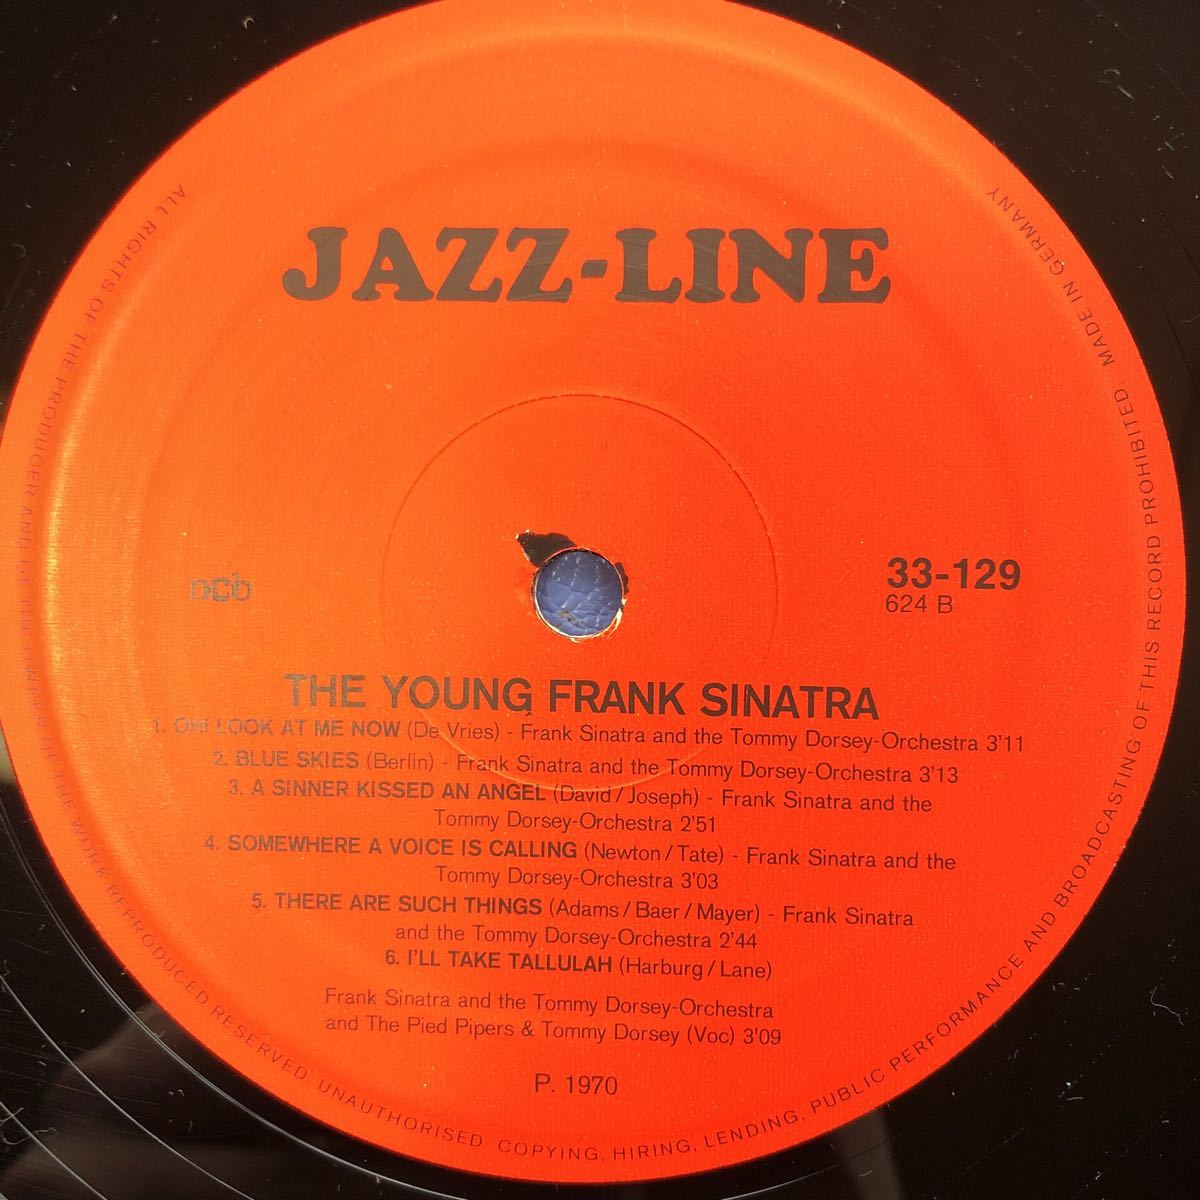 JAZZ-LINE
ncb
33-129
624 B
THE YOUNG FRANK SINATRA
1. OH! LOOK AT ME NOW (De Vries) - Frank Sinatra and the Tommy Dorsey-Orchestra 3'11
2. BLUE SKIES (Berlin) - Frank Sinatra and the Tommy Dorsey-Orchestra 3'13
3. A SINNER KISSED AN ANGEL (David/Joseph) - Frank Sinatra and the
Tommy Dorsey-Orchestra 2'51
4. SOMEWHERE A VOICE IS CALLING (Newton/Tate) - Frank Sinatra and the
Tommy Dorsey-Orchestra 3'03
5. THERE ARE SUCH THINGS (Adams/Baer/Mayer) - Frank Sinatra
and the Tommy Dorsey-Orchestra 2'44
6. I'LL TAKE TALLULAH (Harburg/Lane)
Frank Sinatra and the Tommy Dorsey-Orchestra
and The Pied Pipers & Tommy Dorsey (Voc) 3'09
P. 1970
ALL RIGHTS OF THE PRODUCER AND OF THE OWNER OF THE WORK REPRODUCED RESERVED. UNAUTHORISED COPYING, HIRING, LENDING, PUBLIC PERFORMANCE AND BROADCASTING OF THIS RECORD PROHIBITED. MADE IN GERMANY